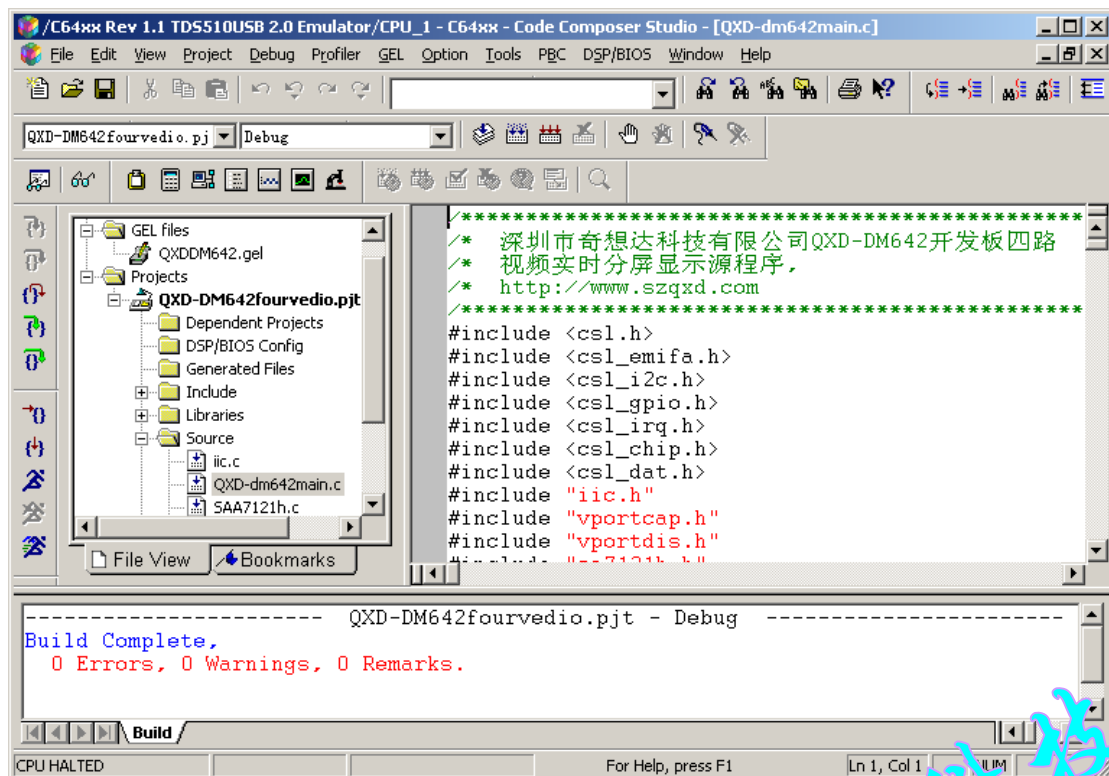 /C64xx Rev 1.1 TDS510USB 2.0 Emulator/CPU_1 - C64xx - Code Composer Studio - [QXD-dm642main.c]
File Edit View Project Debug Profiler GEL Option Tools PBC DSP/BIOS Window Help
QXD-DM642fourvedio.pj Debug
GEL files
QXDDM642.gel
Projects
QXD-DM642fourvedio.pjt
Dependent Projects
DSP/BIOS Config
Generated Files
Include
Libraries
Source
iic.c
QXD-dm642main.c
SAA7121h.c
File View Bookmarks
/************************************************
/* 深圳市奇想达科技有限公司QXD-DM642开发板四路
/* 视频实时分屏显示源程序,
/* http://www.szqxd.com
/************************************************
#include <csl.h>
#include <csl_emifa.h>
#include <csl_i2c.h>
#include <csl_gpio.h>
#include <csl_irq.h>
#include <csl_chip.h>
#include <csl_dat.h>
#include "iic.h"
#include "vportcap.h"
#include "vportdis.h"
----------------------- QXD-DM642fourvedio.pjt - Debug -----------------------
Build Complete,
0 Errors, 0 Warnings, 0 Remarks.
Build
CPU HALTED
For Help, press F1
Ln 1, Col 1